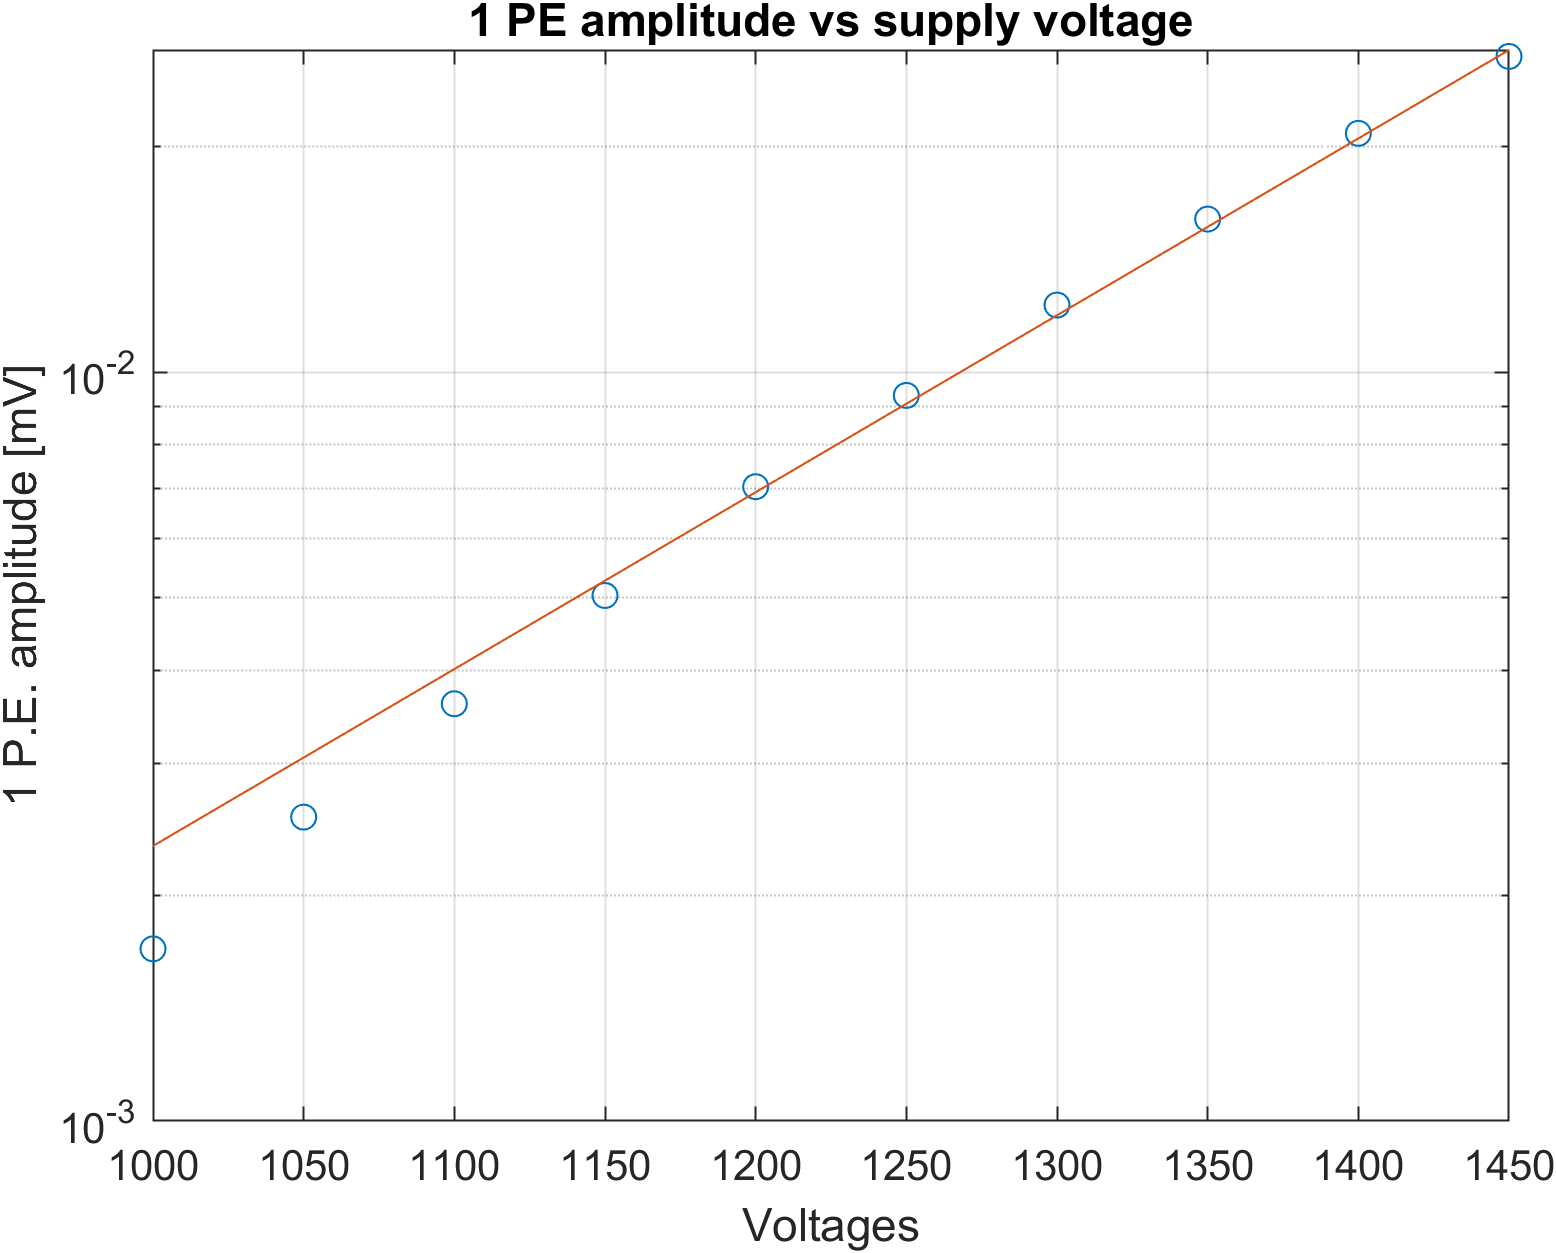 1 PE amplitude vs supply voltage
1 P.E. amplitude [mV]
10-2
10-3
1000 1050 1100 1150 1200 1250 1300 1350 1400 1450
Voltages